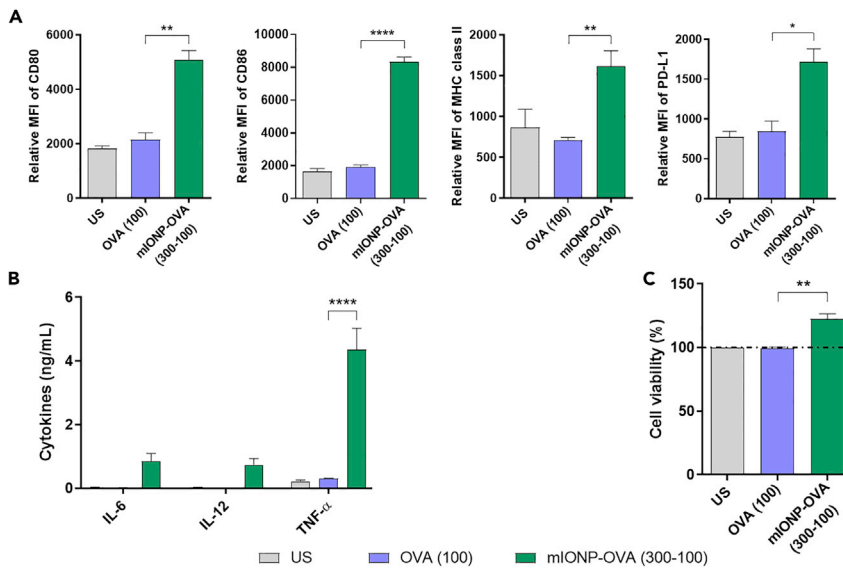 A
Relative MFI of CD80
6000
4000
2000
0
**
US
OVA (100)
mIONP-OVA
(300-100)
Relative MFI of CD86
10000
8000
6000
4000
2000
0
****
US
OVA (100)
mIONP-OVA
(300-100)
Relative MFI of MHC class II
2000
1500
1000
500
0
**
US
OVA (100)
mIONP-OVA
(300-100)
Relative MFI of PD-L1
2000
1500
1000
500
0
*
US
OVA (100)
mIONP-OVA
(300-100)
B
Cytokines (ng/mL)
6
4
2
0
****
IL-6
IL-12
TNF-α
C
Cell viability (%)
150
100
50
0
**
US
OVA (100)
mIONP-OVA
(300-100)
US
OVA (100)
mIONP-OVA (300-100)